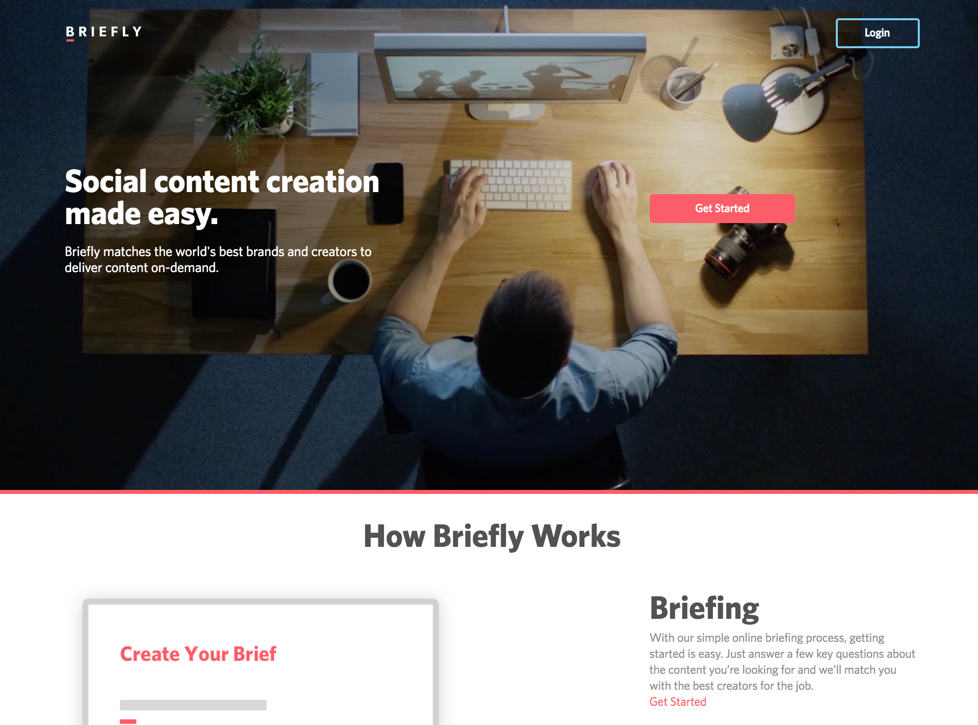 BRIEFLY
Login
Social content creation
made easy.
Briefly matches the world's best brands and creators to
deliver content on-demand.
Get Started
How Briefly Works
Create Your Brief
Briefing
With our simple online briefing process, getting
started is easy. Just answer a few key questions about
the content you're looking for and we'll match you
with the best creators for the job.
Get Started